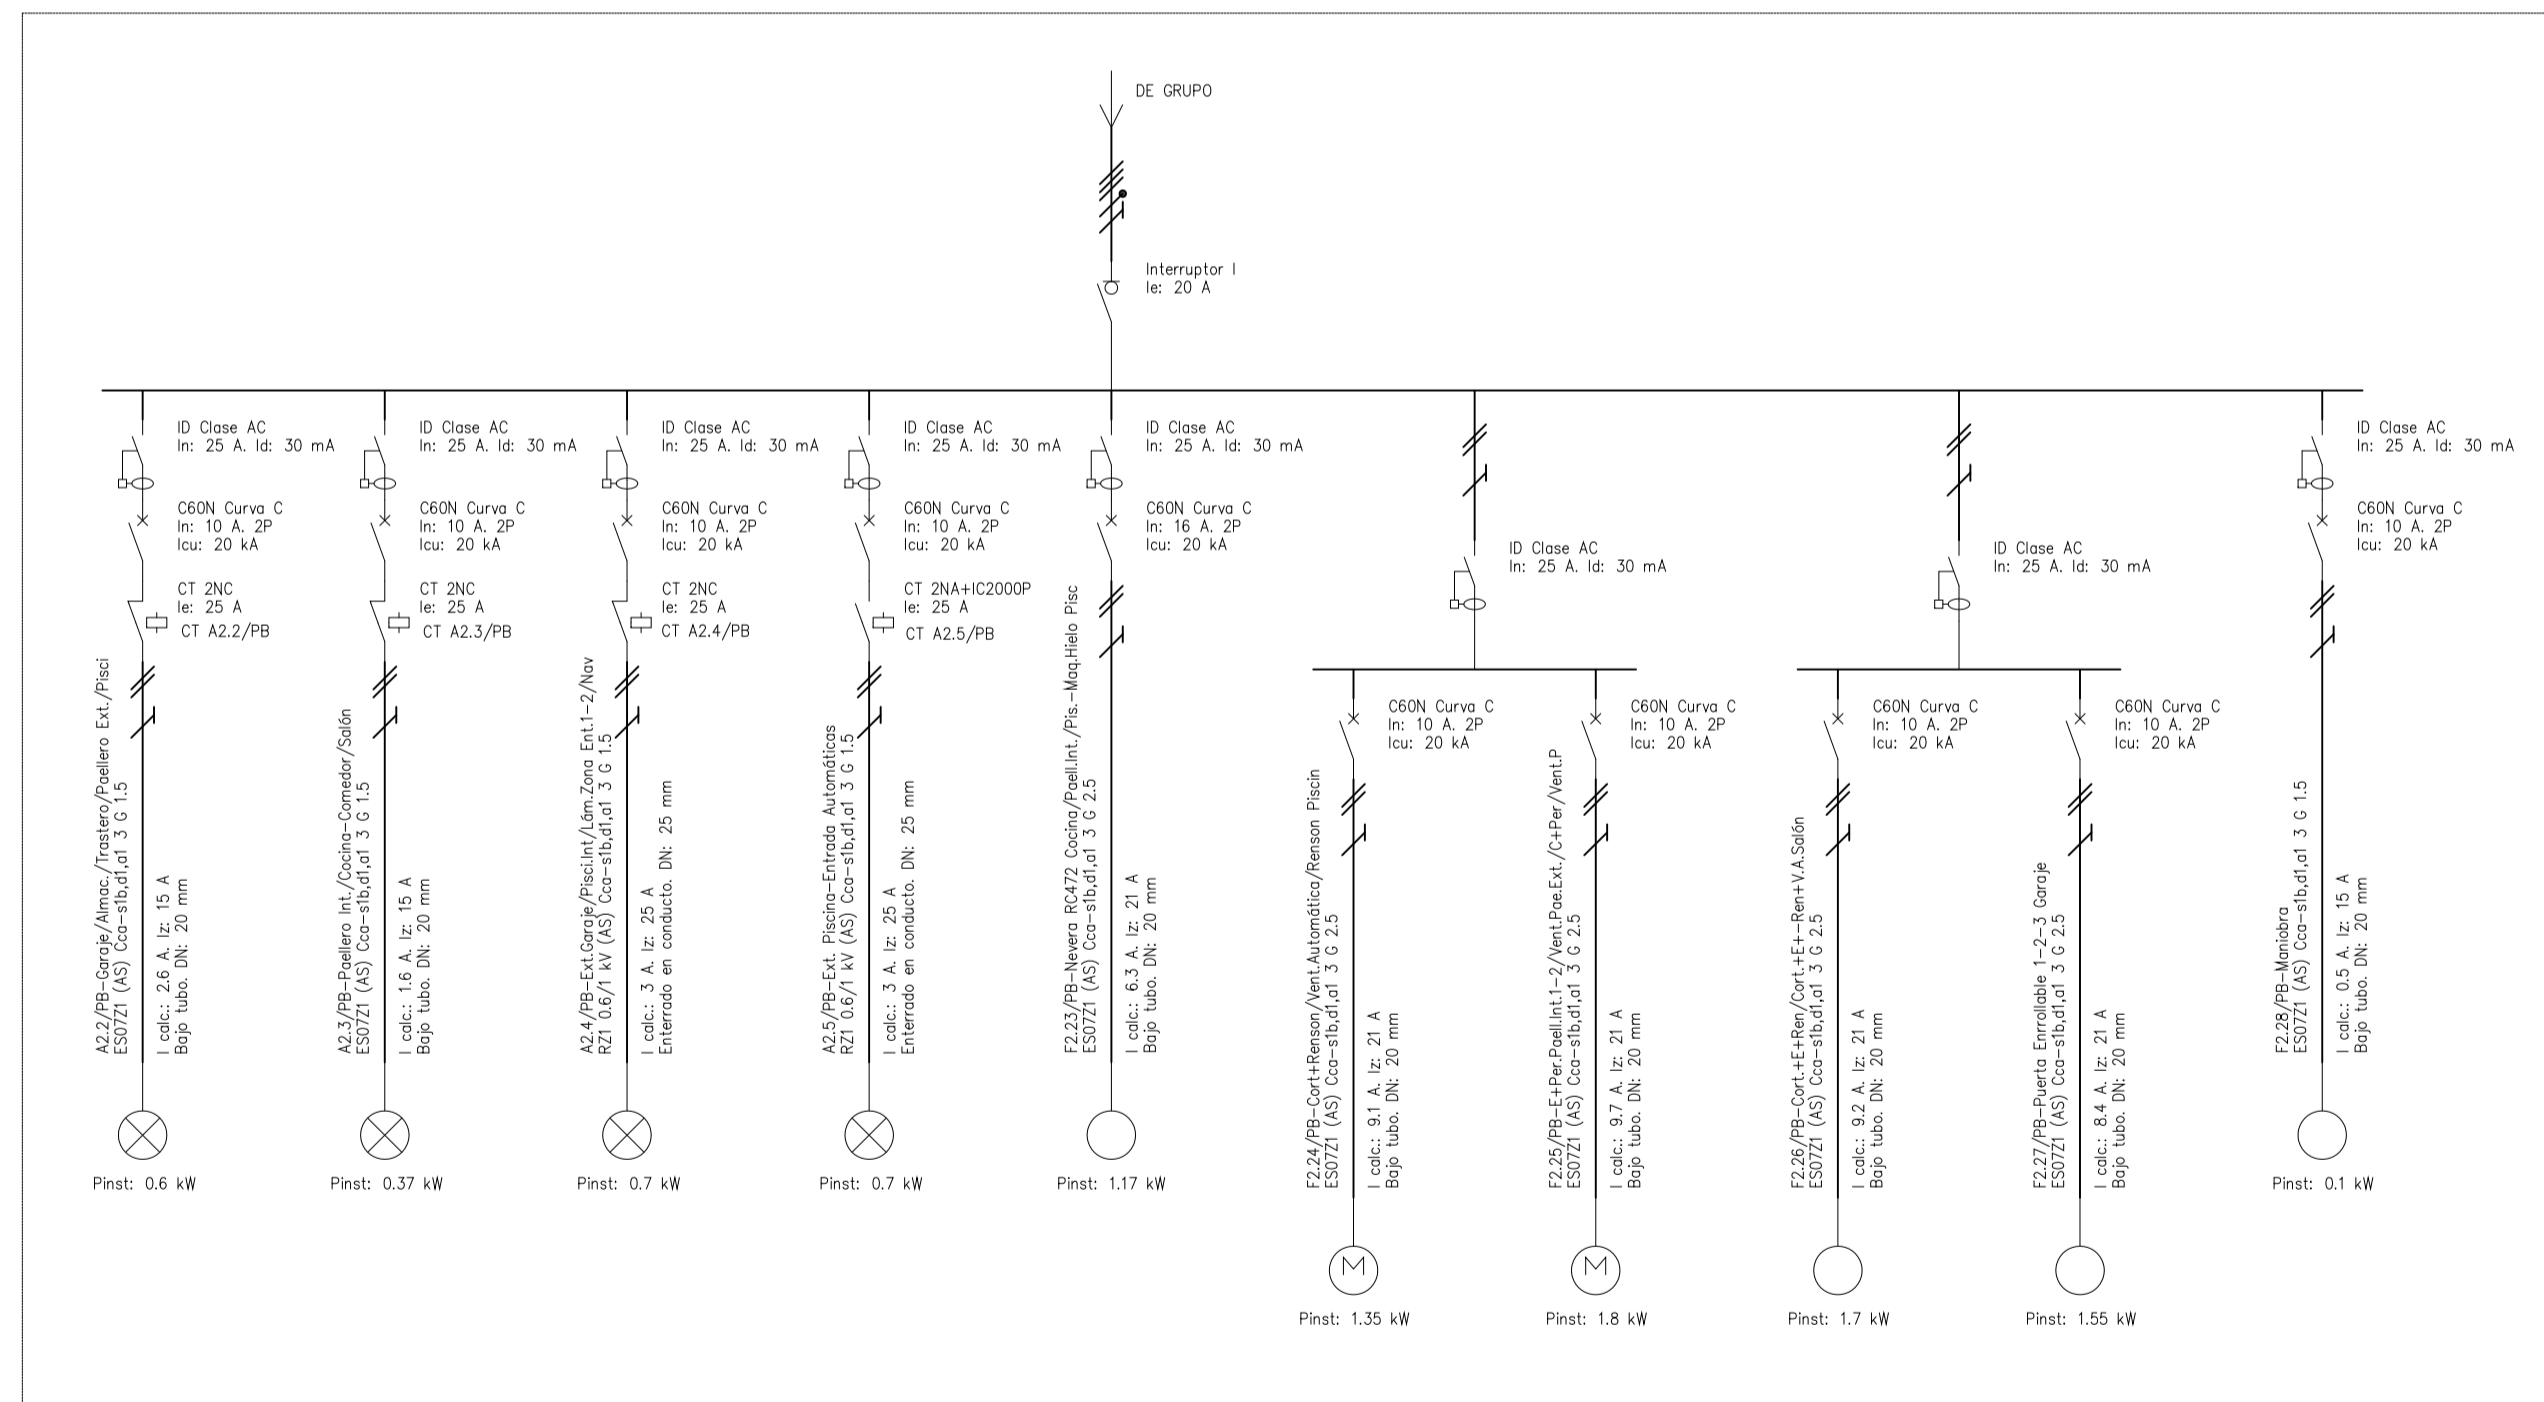 DE GRUPO
Interruptor I
Ie: 20 A
ID Clase AC
In: 25 A. Id: 30 mA
C60N Curva C
In: 10 A. 2P
Icu: 20 kA
CT 2NC
Ie: 25 A
CT A2.2/PB
A2.2/PB-Garaje/Almac./Trastero/Paellero Ext./Pisci
ES07Z1 (AS) Cca-s1b,d1,a1 3 G 1.5
I calc.: 2.6 A. Iz: 15 A
Bajo tubo. DN: 20 mm
Pinst: 0.6 kW
ID Clase AC
In: 25 A. Id: 30 mA
C60N Curva C
In: 10 A. 2P
Icu: 20 kA
CT 2NC
Ie: 25 A
CT A2.3/PB
A2.3/PB-Paellero Int./Cocina-Comedor/Salón
ES07Z1 (AS) Cca-s1b,d1,a1 3 G 1.5
I calc.: 1.6 A. Iz: 15 A
Bajo tubo. DN: 20 mm
Pinst: 0.37 kW
ID Clase AC
In: 25 A. Id: 30 mA
C60N Curva C
In: 10 A. 2P
Icu: 20 kA
CT 2NC
Ie: 25 A
CT A2.4/PB
A2.4/PB-Ext.Garaje/Pisci.Int/Lám.Zona Ent.1-2/Nav
RZ1 0.6/1 kV (AS) Cca-s1b,d1,a1 3 G 1.5
I calc.: 3 A. Iz: 25 A
Enterrado en conducto. DN: 25 mm
Pinst: 0.7 kW
ID Clase AC
In: 25 A. Id: 30 mA
C60N Curva C
In: 10 A. 2P
Icu: 20 kA
CT 2NA+IC2000P
Ie: 25 A
CT A2.5/PB
A2.5/PB-Ext. Piscina-Entrada Automáticas
RZ1 0.6/1 kV (AS) Cca-s1b,d1,a1 3 G 1.5
I calc.: 3 A. Iz: 25 A
Enterrado en conducto. DN: 25 mm
Pinst: 0.7 kW
ID Clase AC
In: 25 A. Id: 30 mA
C60N Curva C
In: 16 A. 2P
Icu: 20 kA
F2.23/PB-Nevera RC472 Cocina/Paell.Int./Pis.-Maq.Hielo Pisc
ES07Z1 (AS) Cca-s1b,d1,a1 3 G 2.5
I calc.: 6.3 A. Iz: 21 A
Bajo tubo. DN: 20 mm
Pinst: 1.17 kW
ID Clase AC
In: 25 A. Id: 30 mA
C60N Curva C
In: 10 A. 2P
Icu: 20 kA
F2.24/PB-Cort+Renson/Vent.Automática/Renson Piscin
ES07Z1 (AS) Cca-s1b,d1,a1 3 G 2.5
I calc.: 9.1 A. Iz: 21 A
Bajo tubo. DN: 20 mm
M
Pinst: 1.35 kW
C60N Curva C
In: 10 A. 2P
Icu: 20 kA
F2.25/PB-E+Per.Paell.Int.1-2/Vent.Pae.Ext./C+Per/Vent.P
ES07Z1 (AS) Cca-s1b,d1,a1 3 G 2.5
I calc.: 9.7 A. Iz: 21 A
Bajo tubo. DN: 20 mm
M
Pinst: 1.8 kW
ID Clase AC
In: 25 A. Id: 30 mA
C60N Curva C
In: 10 A. 2P
Icu: 20 kA
F2.26/PB-Cort.+E+Ren/Cort.+E+-Ren+V.A.Salón
ES07Z1 (AS) Cca-s1b,d1,a1 3 G 2.5
I calc.: 9.2 A. Iz: 21 A
Bajo tubo. DN: 20 mm
Pinst: 1.7 kW
C60N Curva C
In: 10 A. 2P
Icu: 20 kA
F2.27/PB-Puerta Enrrollable 1-2-3 Garaje
ES07Z1 (AS) Cca-s1b,d1,a1 3 G 2.5
I calc.: 8.4 A. Iz: 21 A
Bajo tubo. DN: 20 mm
Pinst: 1.55 kW
ID Clase AC
In: 25 A. Id: 30 mA
C60N Curva C
In: 10 A. 2P
Icu: 20 kA
F2.28/PB-Maniobra
ES07Z1 (AS) Cca-s1b,d1,a1 3 G 1.5
I calc.: 0.5 A. Iz: 15 A
Bajo tubo. DN: 20 mm
Pinst: 0.1 kW